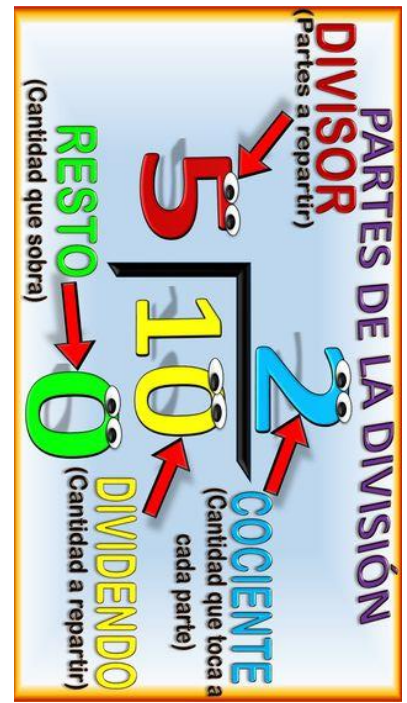 PARTES DE LA DIVISIÓN
DIVISOR
(Partes a repartir)
2
COCIENTE
(Cantidad que toca a
cada parte)
5 10
RESTO
(Cantidad que sobra)
0
DIVIDENDO
(Cantidad a repartir)